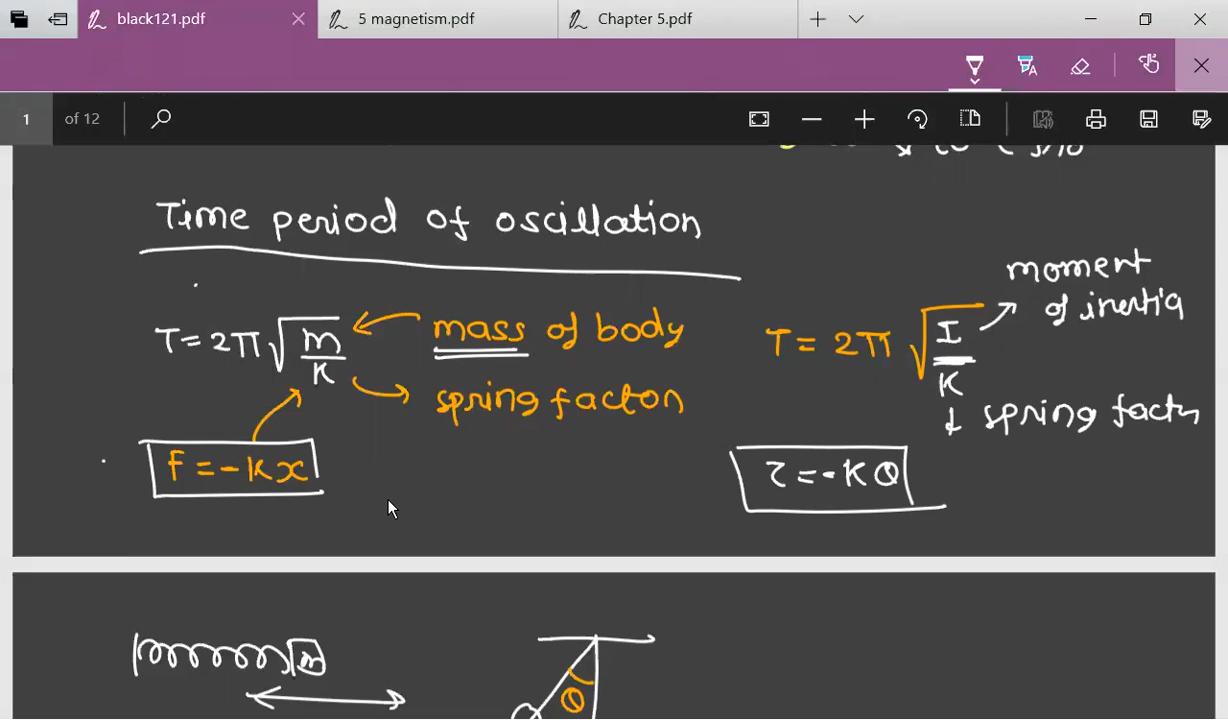 black121.pdf
5 magnetism.pdf
Chapter 5.pdf
1 of 12
Time period of oscillation
T = 2π √ m/K
mass of body
spring factor
F = -Kx
T = 2π √ I/K
moment
of inertia
spring factr
τ = -Kθ
m
θ